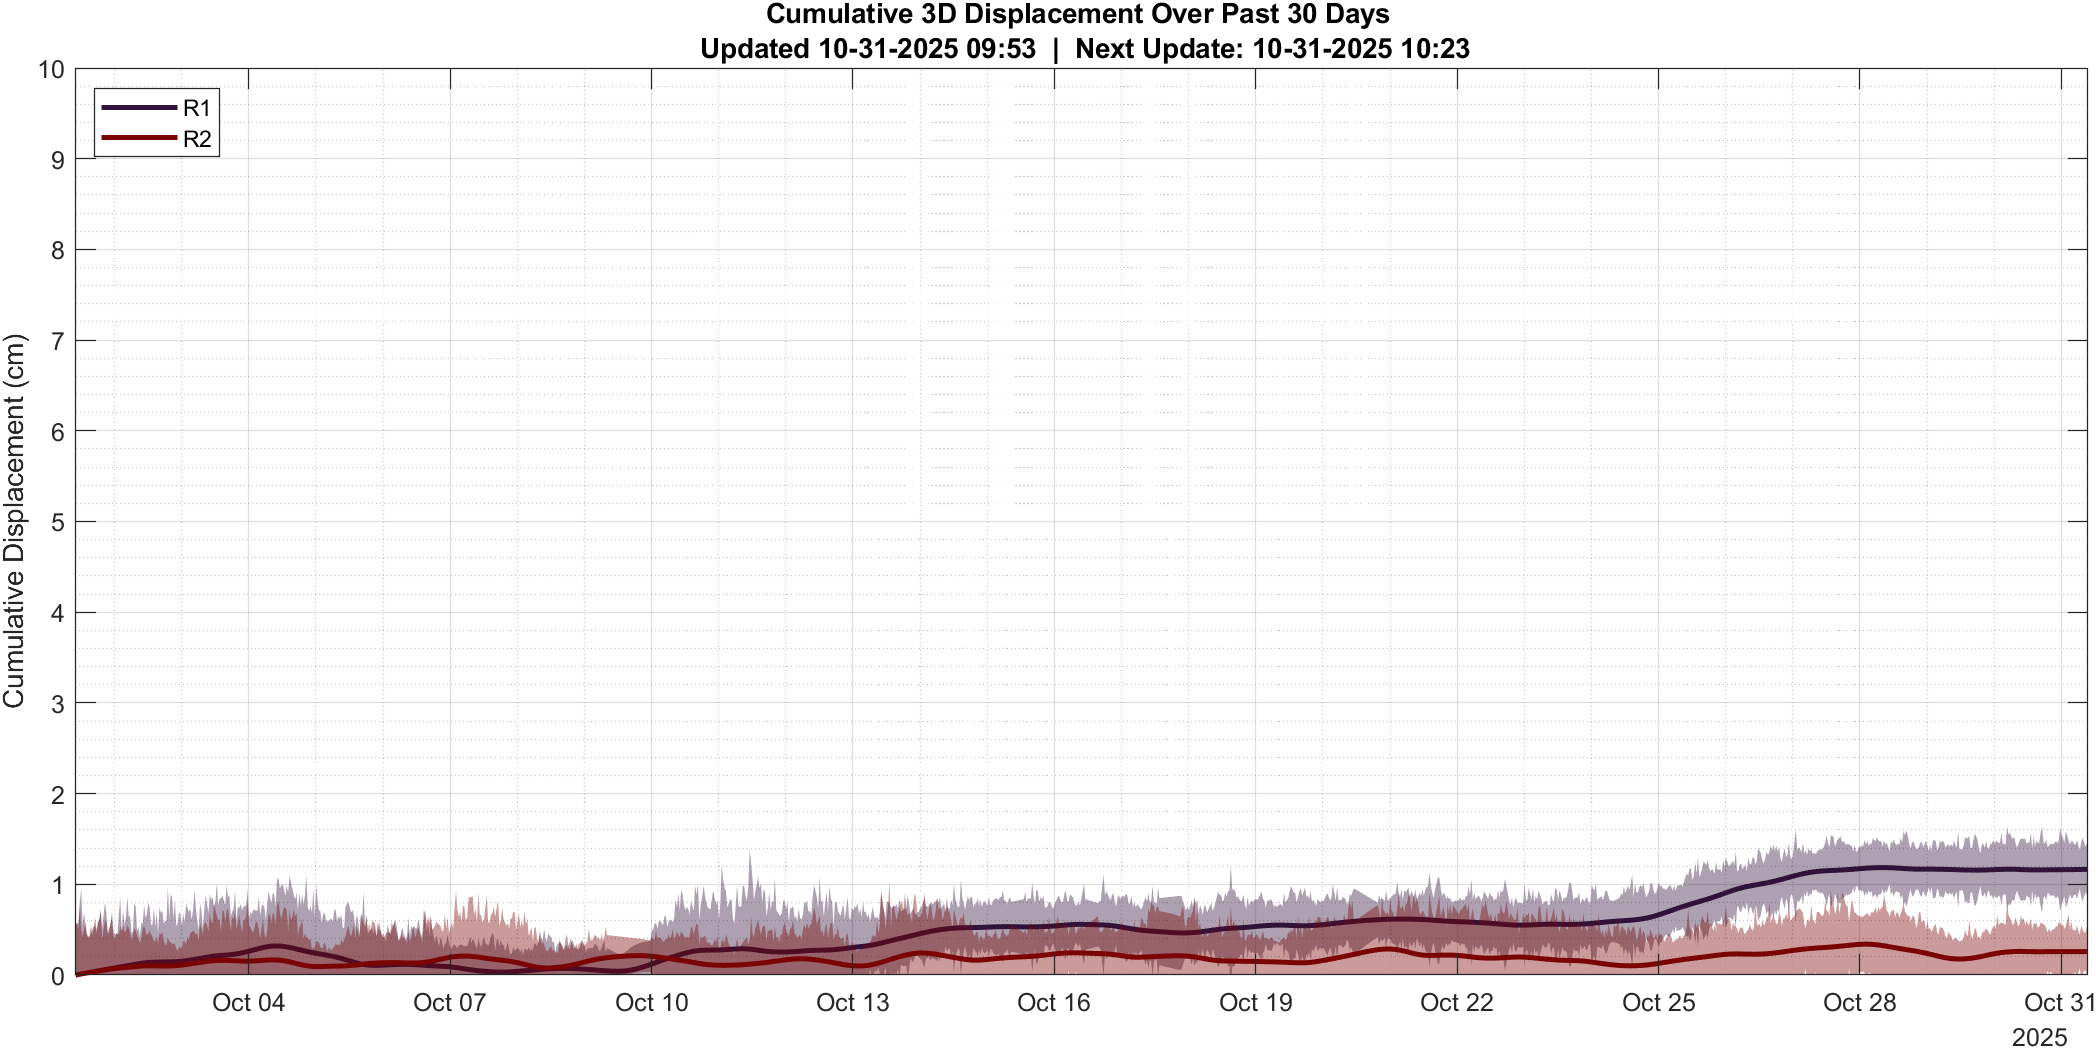 Cumulative 3D Displacement Over Past 30 Days
Updated 10-31-2025 09:53 | Next Update: 10-31-2025 10:23
R1
R2
Cumulative Displacement (cm)
10
9
8
7
6
5
4
3
2
1
0
Oct 04 Oct 07 Oct 10 Oct 13 Oct 16 Oct 19 Oct 22 Oct 25 Oct 28 Oct 31
2025